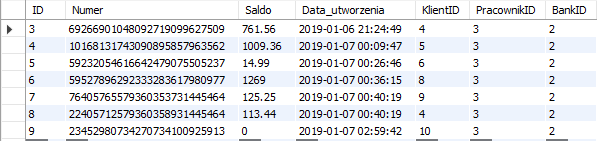 ID Numer Saldo Data_utworzenia KlientID PracownikID BankID
3 69266901048092719099627509 761.56 2019-01-06 21:24:49 4 3 2
4 10168131743090895857963562 1009.36 2019-01-07 00:09:47 5 3 2
5 59232054616642479075505237 14.99 2019-01-07 00:26:46 6 3 2
6 59527896292333283617980977 1269 2019-01-07 00:36:15 8 3 2
7 76405765579360353731445464 125.25 2019-01-07 00:40:19 9 3 2
8 22405712579360358931445464 113.44 2019-01-07 00:40:19 4 3 2
9 23452980734270734100925913 0 2019-01-07 02:59:42 10 3 2